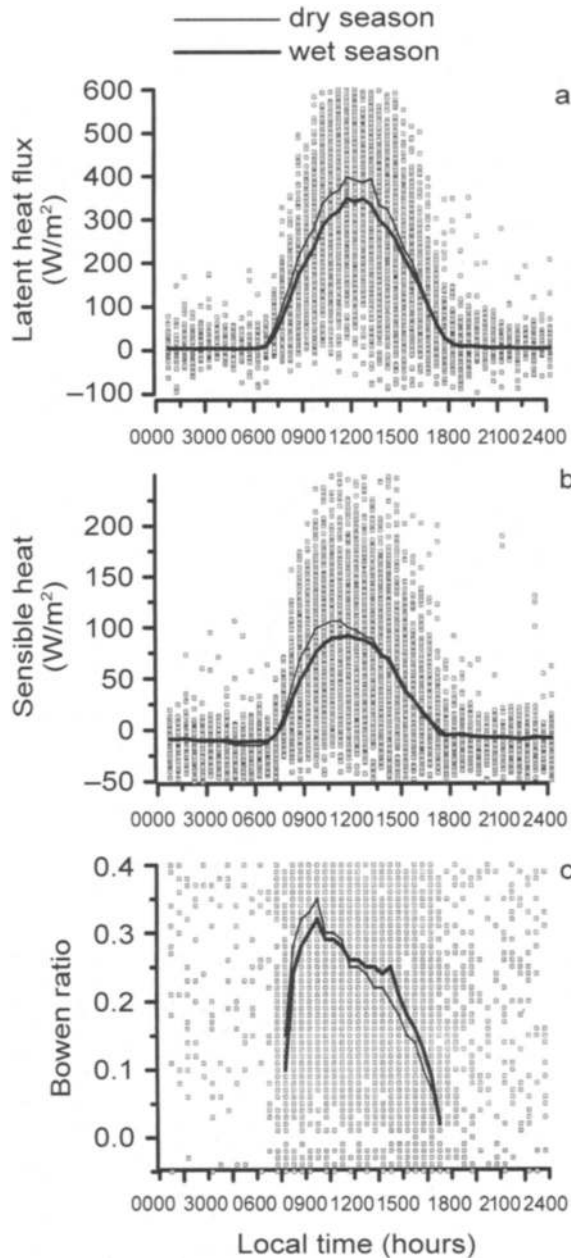 dry season
wet season
a
600
500
400
300
200
100
0
–100
Latent heat flux
(W/m²)
0000 3000 0600 0900 1200 1500 1800 2100 2400
b
200
150
100
50
0
–50
Sensible heat
(W/m²)
0000 3000 0600 0900 1200 1500 1800 2100 2400
c
0.4
0.3
0.2
0.1
0.0
Bowen ratio
0000 3000 0600 0900 1200 1500 1800 2100 2400
Local time (hours)